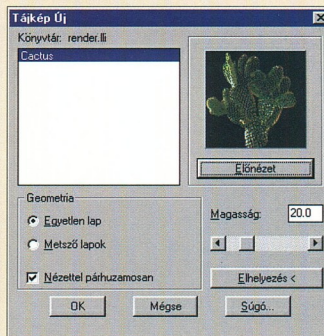 Tájkép Új
Könyvtár: render.lli
Cactus
Előnézet
Geometria
Egyetlen lap
Metsző lapok
Nézettel párhuzamosan
Magasság: 20.0
Elhelyezés <
OK Mégse Súgó...